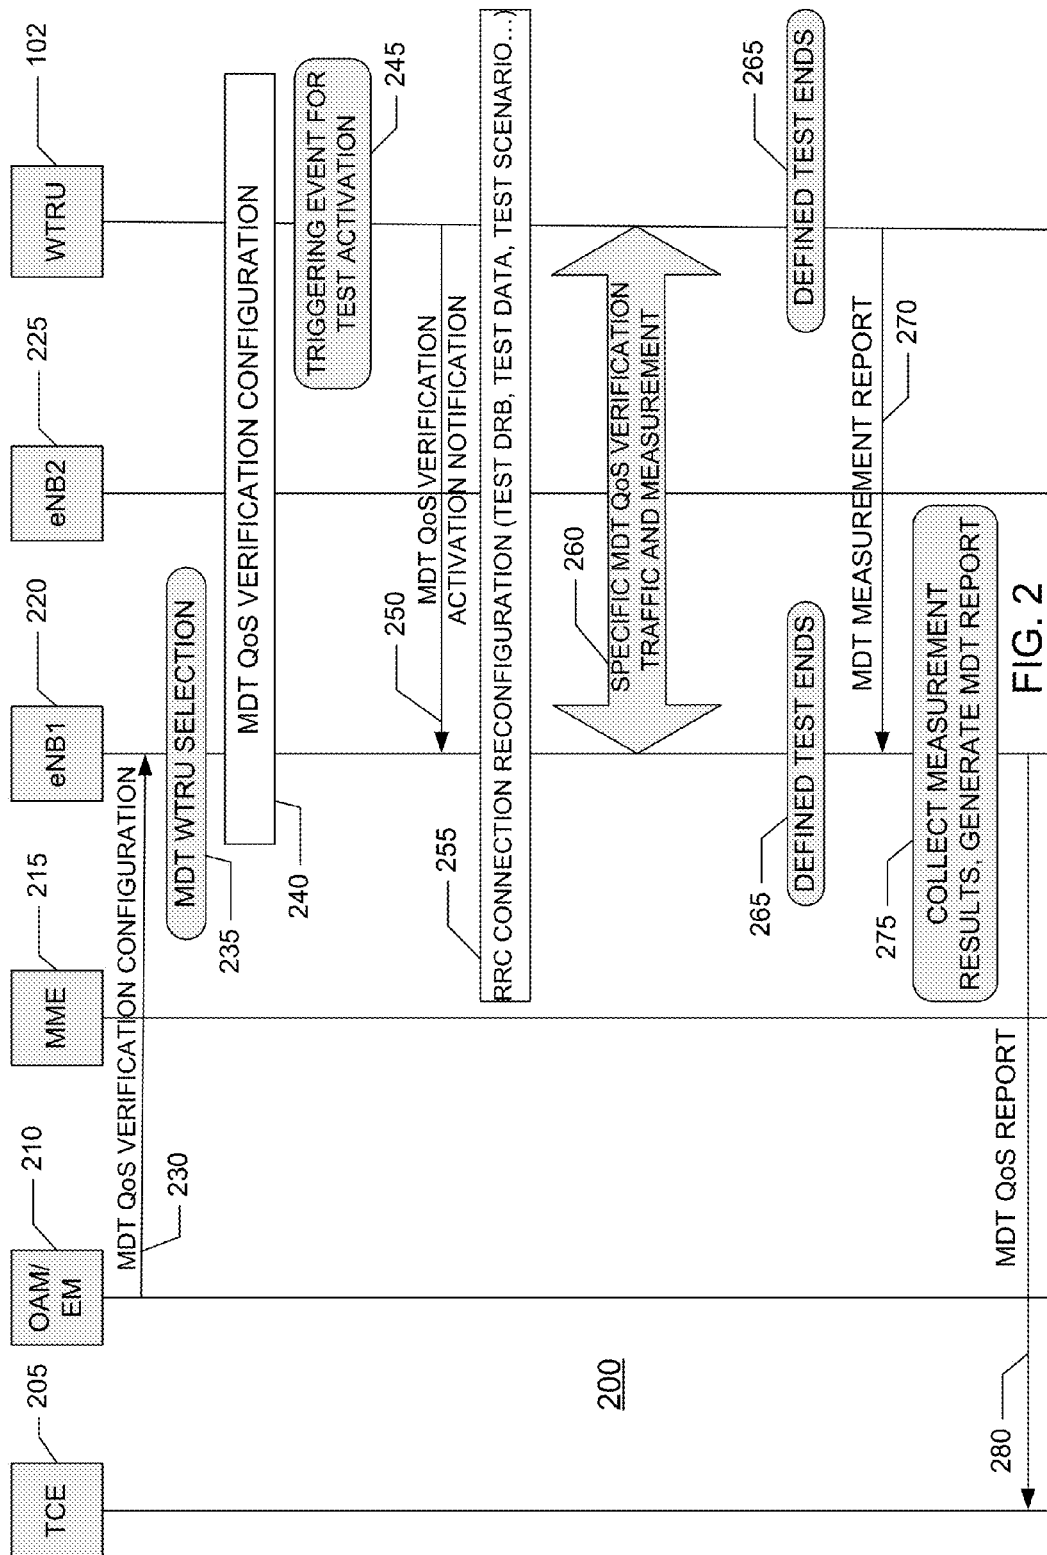 TCE
205
OAM/
EM
210
MME
215
eNB1
220
eNB2
225
WTRU
102
MDT QoS VERIFICATION CONFIGURATION
230
MDT WTRU SELECTION
235
MDT QoS VERIFICATION CONFIGURATION
240
TRIGGERING EVENT FOR
TEST ACTIVATION
245
250
MDT QoS VERIFICATION
ACTIVATION NOTIFICATION
255
RRC CONNECTION RECONFIGURATION (TEST DRB, TEST DATA, TEST SCENARIO...)
260
SPECIFIC MDT QoS VERIFICATION
TRAFFIC AND MEASUREMENT
265
DEFINED TEST ENDS
265
DEFINED TEST ENDS
MDT MEASUREMENT REPORT
270
275
COLLECT MEASUREMENT
RESULTS, GENERATE MDT REPORT
MDT QoS REPORT
280
200
FIG. 2